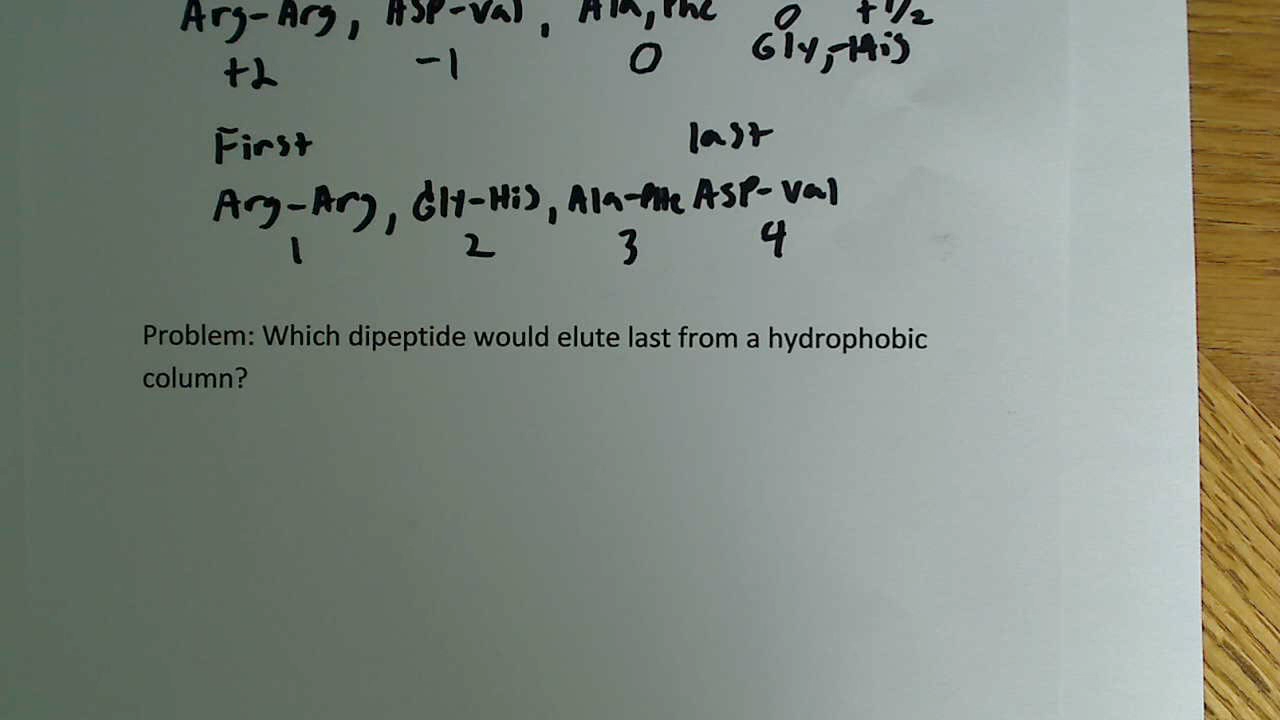 Arg-Arg, ASP-Val, Ala, Phe 0 +1/2
+2 -1 0 Gly,-His
First last
Arg-Arg, Gly-His, Ala-PHe ASP-Val
1 2 3 4
Problem: Which dipeptide would elute last from a hydrophobic
column?